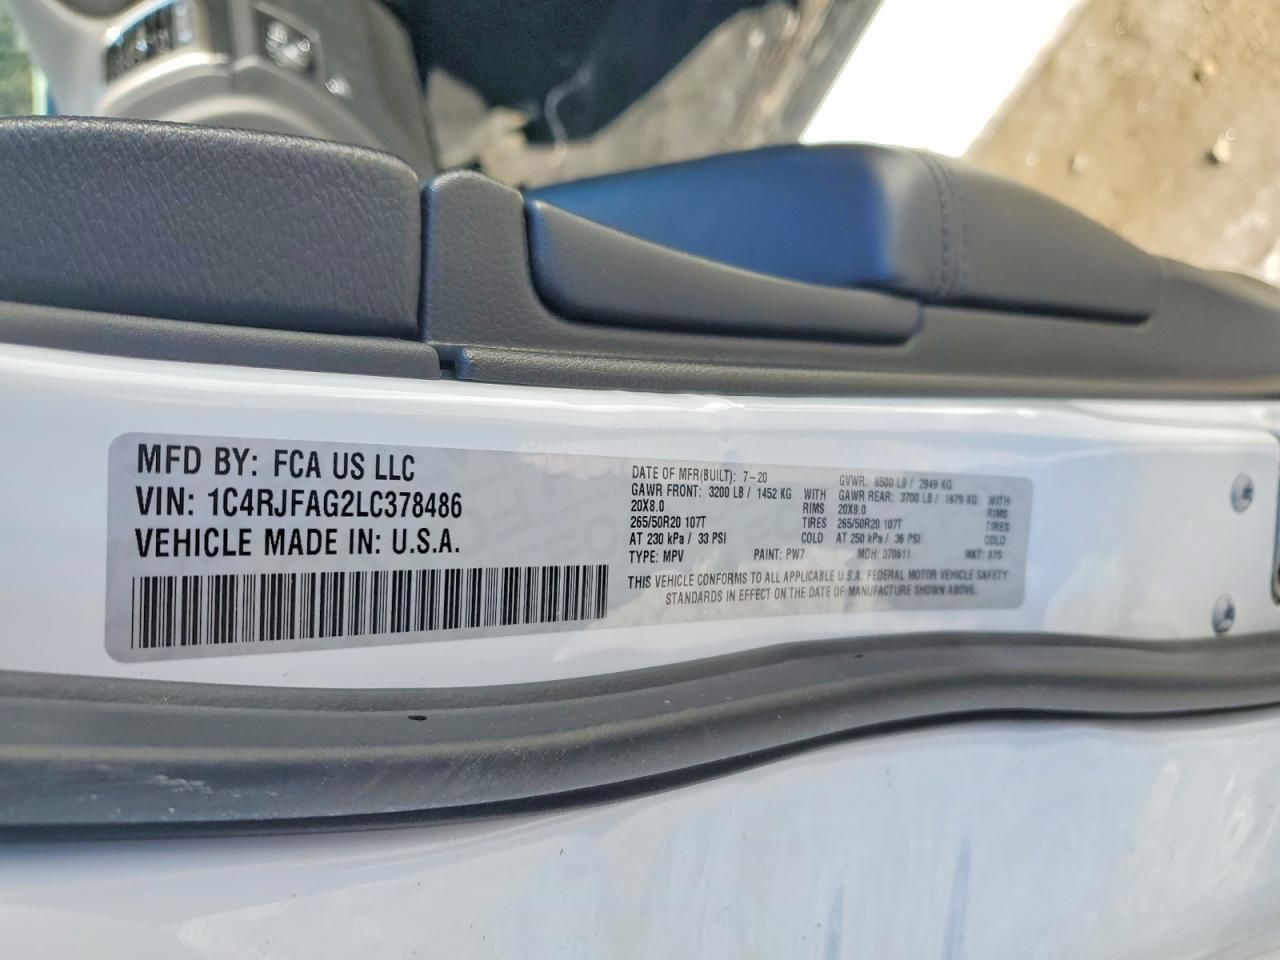 MFD BY: FCA US LLC
VIN: 1C4RJFAG2LC378486
VEHICLE MADE IN: U.S.A.
DATE OF MFR(BUILT): 7-20 GVWR: 6500 LB / 2949 KG
GAWR FRONT: 3200 LB / 1452 KG WITH GAWR REAR: 3700 LB / 1679 KG WITH
20X8.0 RIMS 20X8.0 RIMS
265/50R20 107T TIRES 265/50R20 107T TIRES
AT 230 kPa / 33 PSI COLD AT 250 kPa / 36 PSI COLD
TYPE: MPV PAINT: PW7 MDH: 070611 MKT: 875
THIS VEHICLE CONFORMS TO ALL APPLICABLE U.S.A. FEDERAL MOTOR VEHICLE SAFETY
STANDARDS IN EFFECT ON THE DATE OF MANUFACTURE SHOWN ABOVE.